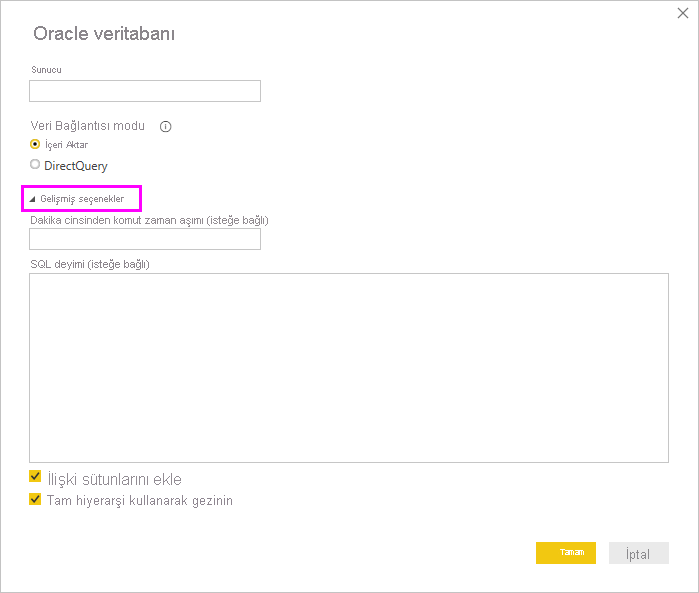 Oracle veritabanı
Sunucu
Veri Bağlantısı modu
İçeri Aktar
DirectQuery
Gelişmiş seçenekler
Dakika cinsinden komut zaman aşımı (isteğe bağlı)
SQL deyimi (isteğe bağlı)
İlişki sütunlarını ekle
Tam hiyerarşi kullanarak gezinin
Tamam
İptal